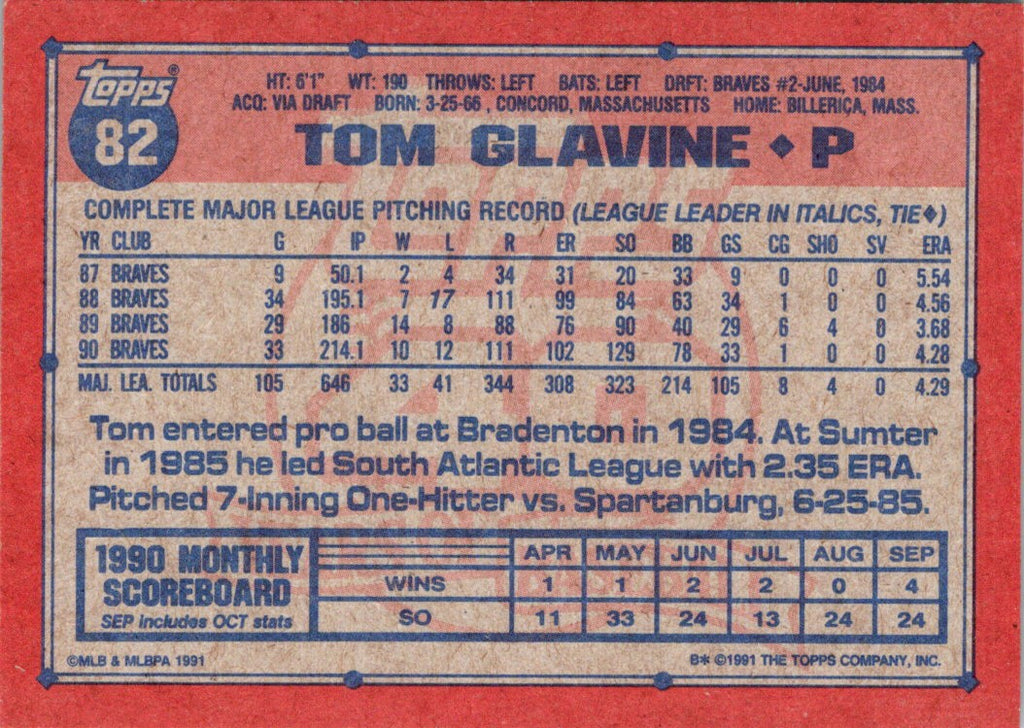 topps®
82
HT: 6'1" WT: 190 THROWS: LEFT BATS: LEFT DRFT: BRAVES #2-JUNE, 1984
ACQ: VIA DRAFT BORN: 3-25-66 , CONCORD, MASSACHUSETTS HOME: BILLERICA, MASS.
TOM GLAVINE ◆ P
COMPLETE MAJOR LEAGUE PITCHING RECORD (LEAGUE LEADER IN ITALICS, TIE◆)
YR CLUB G IP W L R ER SO BB GS CG SHO SV ERA
87 BRAVES 9 50.1 2 4 34 31 20 33 9 0 0 0 5.54
88 BRAVES 34 195.1 7 17 111 99 84 63 34 1 0 0 4.56
89 BRAVES 29 186 14 8 88 76 90 40 29 6 4 0 3.68
90 BRAVES 33 214.1 10 12 111 102 129 78 33 1 0 0 4.28
MAJ. LEA. TOTALS 105 646 33 41 344 308 323 214 105 8 4 0 4.29
Tom entered pro ball at Bradenton in 1984. At Sumter
in 1985 he led South Atlantic League with 2.35 ERA.
Pitched 7-Inning One-Hitter vs. Spartanburg, 6-25-85.
1990 MONTHLY SCOREBOARD
SEP includes OCT stats
APR MAY JUN JUL AUG SEP
WINS 1 1 2 2 0 4
SO 11 33 24 13 24 24
©MLB & MLBPA 1991
B* ©1991 THE TOPPS COMPANY, INC.